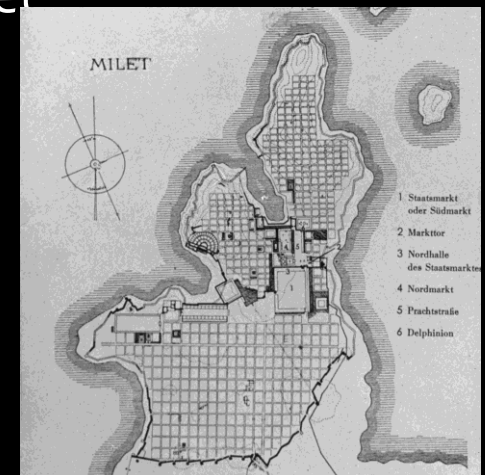 MILET
1 Staatsmarkt
oder Südmarkt
2 Markttor
3 Nordhalle
des Staatsmarktes
4 Nordmarkt
5 Prachtstraße
6 Delphinion